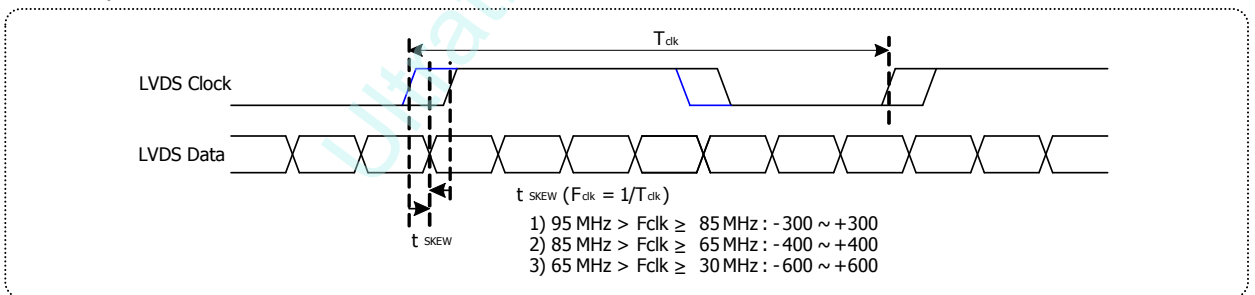 Tclk
LVDS Clock
LVDS Data
t SKEW (Fclk = 1/Tclk)
1) 95 MHz > Fclk ≥ 85 MHz : -300 ~ +300
2) 85 MHz > Fclk ≥ 65 MHz : -400 ~ +400
3) 65 MHz > Fclk ≥ 30 MHz : -600 ~ +600
t SKEW